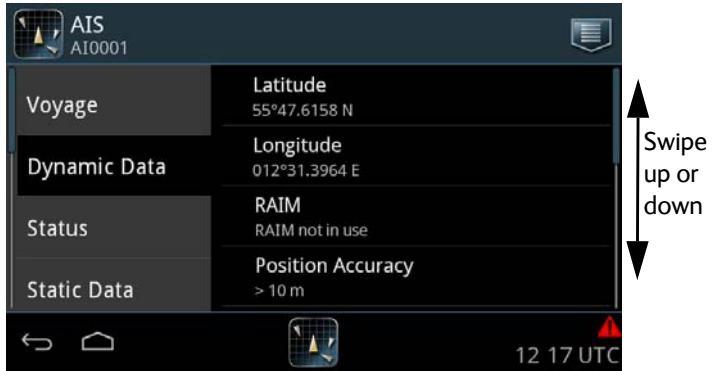 AIS
AI0001
Voyage
Dynamic Data
Status
Static Data
Latitude
55°47.6158 N
Longitude
012°31.3964 E
RAIM
RAIM not in use
Position Accuracy
> 10 m
12 17 UTC
Swipe
up or
down